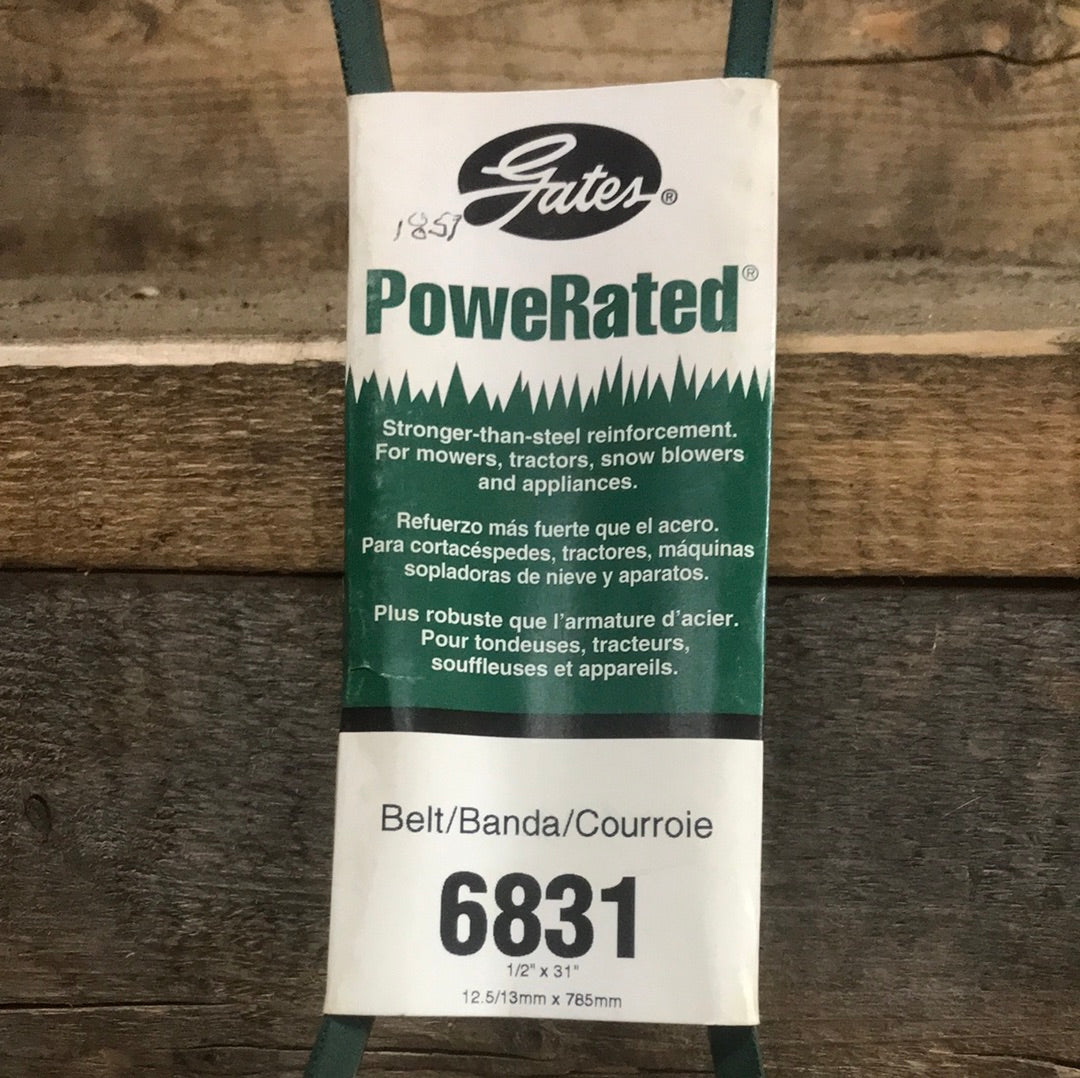 Gates®
1857
PoweRated®
Stronger-than-steel reinforcement.
For mowers, tractors, snow blowers
and appliances.
Refuerzo más fuerte que el acero.
Para cortacéspedes, tractores, máquinas
sopladoras de nieve y aparatos.
Plus robuste que l'armature d'acier.
Pour tondeuses, tracteurs,
souffleuses et appareils.
Belt/Banda/Courroie
6831
1/2" x 31"
12.5/13mm x 785mm